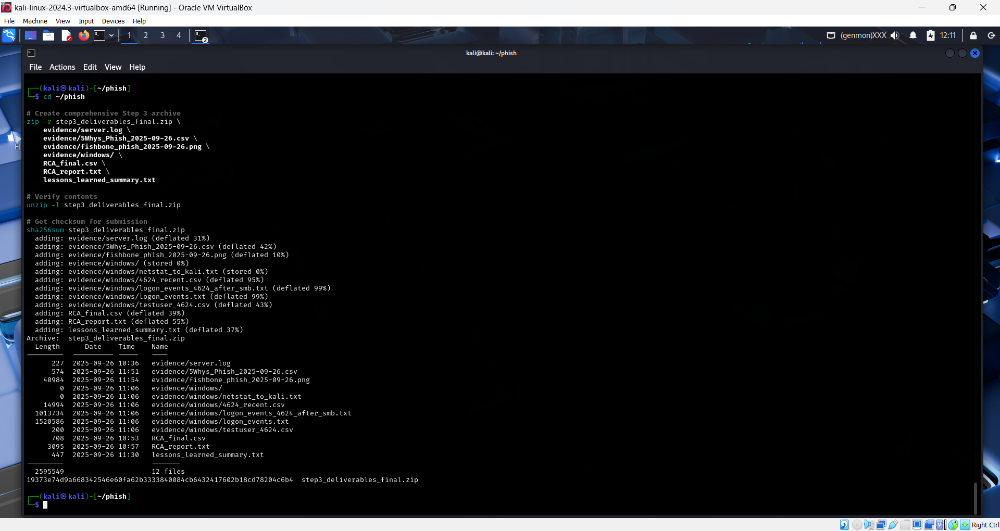 kali-linux-2024.3-virtualbox-amd64 [Running] - Oracle VM VirtualBox
File Machine View Input Devices Help
1 2 3 4 2 (genmon)XXX 12:11
kali@kali: ~/phish
File Actions Edit View Help
Fi
┌──(kali㉿kali)-[~/phish]
└─$ cd ~/phish
# Create comprehensive Step 3 archive
zip -r step3_deliverables_final.zip \
    evidence/server.log \
    evidence/5Whys_Phish_2025-09-26.csv \
    evidence/fishbone_phish_2025-09-26.png \
    evidence/windows/ \
    RCA_final.csv \
    RCA_report.txt \
    lessons_learned_summary.txt
# Verify contents
unzip -l step3_deliverables_final.zip
# Get checksum for submission
sha256sum step3_deliverables_final.zip
  adding: evidence/server.log (deflated 31%)
  adding: evidence/5Whys_Phish_2025-09-26.csv (deflated 42%)
  adding: evidence/fishbone_phish_2025-09-26.png (deflated 10%)
  adding: evidence/windows/ (stored 0%)
  adding: evidence/windows/netstat_to_kali.txt (stored 0%)
  adding: evidence/windows/4624_recent.csv (deflated 95%)
  adding: evidence/windows/logon_events_4624_after_smb.txt (deflated 99%)
  adding: evidence/windows/logon_events.txt (deflated 99%)
  adding: evidence/windows/testuser_4624.csv (deflated 43%)
  adding: RCA_final.csv (deflated 39%)
  adding: RCA_report.txt (deflated 55%)
  adding: lessons_learned_summary.txt (deflated 37%)
Archive:  step3_deliverables_final.zip
  Length      Date    Time    Name
---------  ---------- -----   ----
      227  2025-09-26 10:36   evidence/server.log
      574  2025-09-26 11:51   evidence/5Whys_Phish_2025-09-26.csv
    40984  2025-09-26 11:54   evidence/fishbone_phish_2025-09-26.png
        0  2025-09-26 11:06   evidence/windows/
        0  2025-09-26 11:06   evidence/windows/netstat_to_kali.txt
    14994  2025-09-26 11:06   evidence/windows/4624_recent.csv
  1013734  2025-09-26 11:06   evidence/windows/logon_events_4624_after_smb.txt
  1520586  2025-09-26 11:06   evidence/windows/logon_events.txt
      200  2025-09-26 11:06   evidence/windows/testuser_4624.csv
      708  2025-09-26 10:53   RCA_final.csv
     3095  2025-09-26 10:57   RCA_report.txt
      447  2025-09-26 11:30   lessons_learned_summary.txt
---------                     -------
  2595549                     12 files
19373e74d9a668342546e60fa62b3333840084cb6432417602b18cd78204c6b4  step3_deliverables_final.zip
┌──(kali㉿kali)-[~/phish]
└─$
Right Ctrl